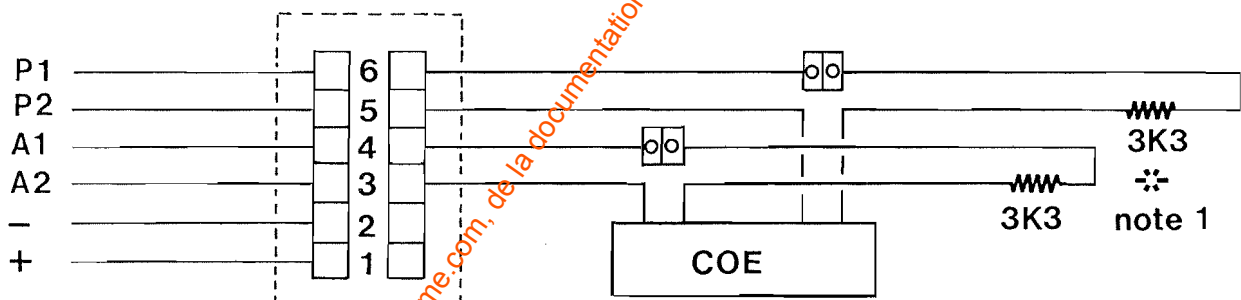 P1
P2
A1
A2
-
+
6
5
4
3
2
1
3K3
3K3
note 1
COE
me.com, de la documentation